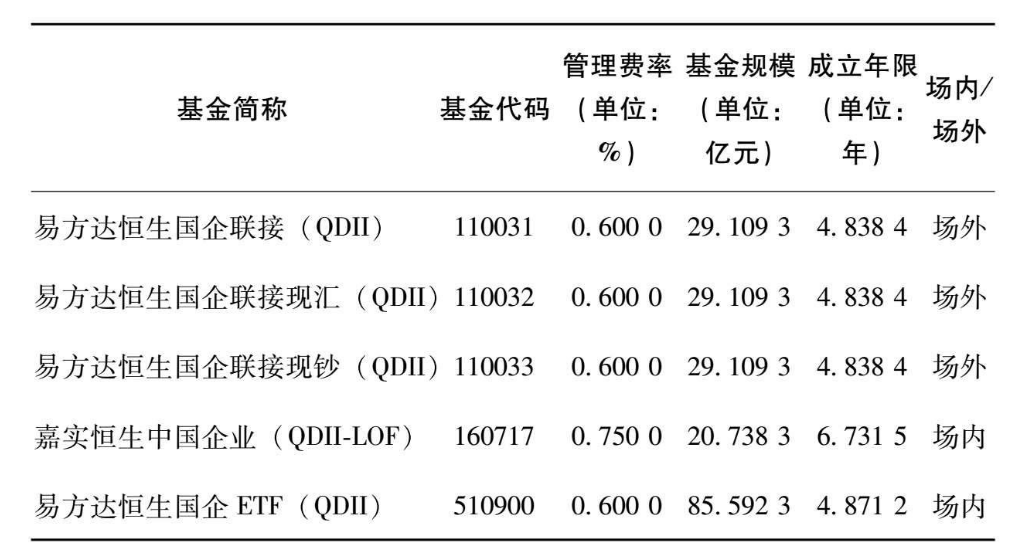 基金简称 基金代码 管理费率(单位:%) 基金规模(单位:亿元) 成立年限(单位:年) 场内/场外
易方达恒生国企联接(QDII) 110031 0.600 0 29.109 3 4.838 4 场外
易方达恒生国企联接现汇(QDII) 110032 0.600 0 29.109 3 4.838 4 场外
易方达恒生国企联接现钞(QDII) 110033 0.600 0 29.109 3 4.838 4 场外
嘉实恒生中国企业(QDII-LOF) 160717 0.750 0 20.738 3 6.731 5 场内
易方达恒生国企ETF(QDII) 510900 0.600 0 85.592 3 4.871 2 场内